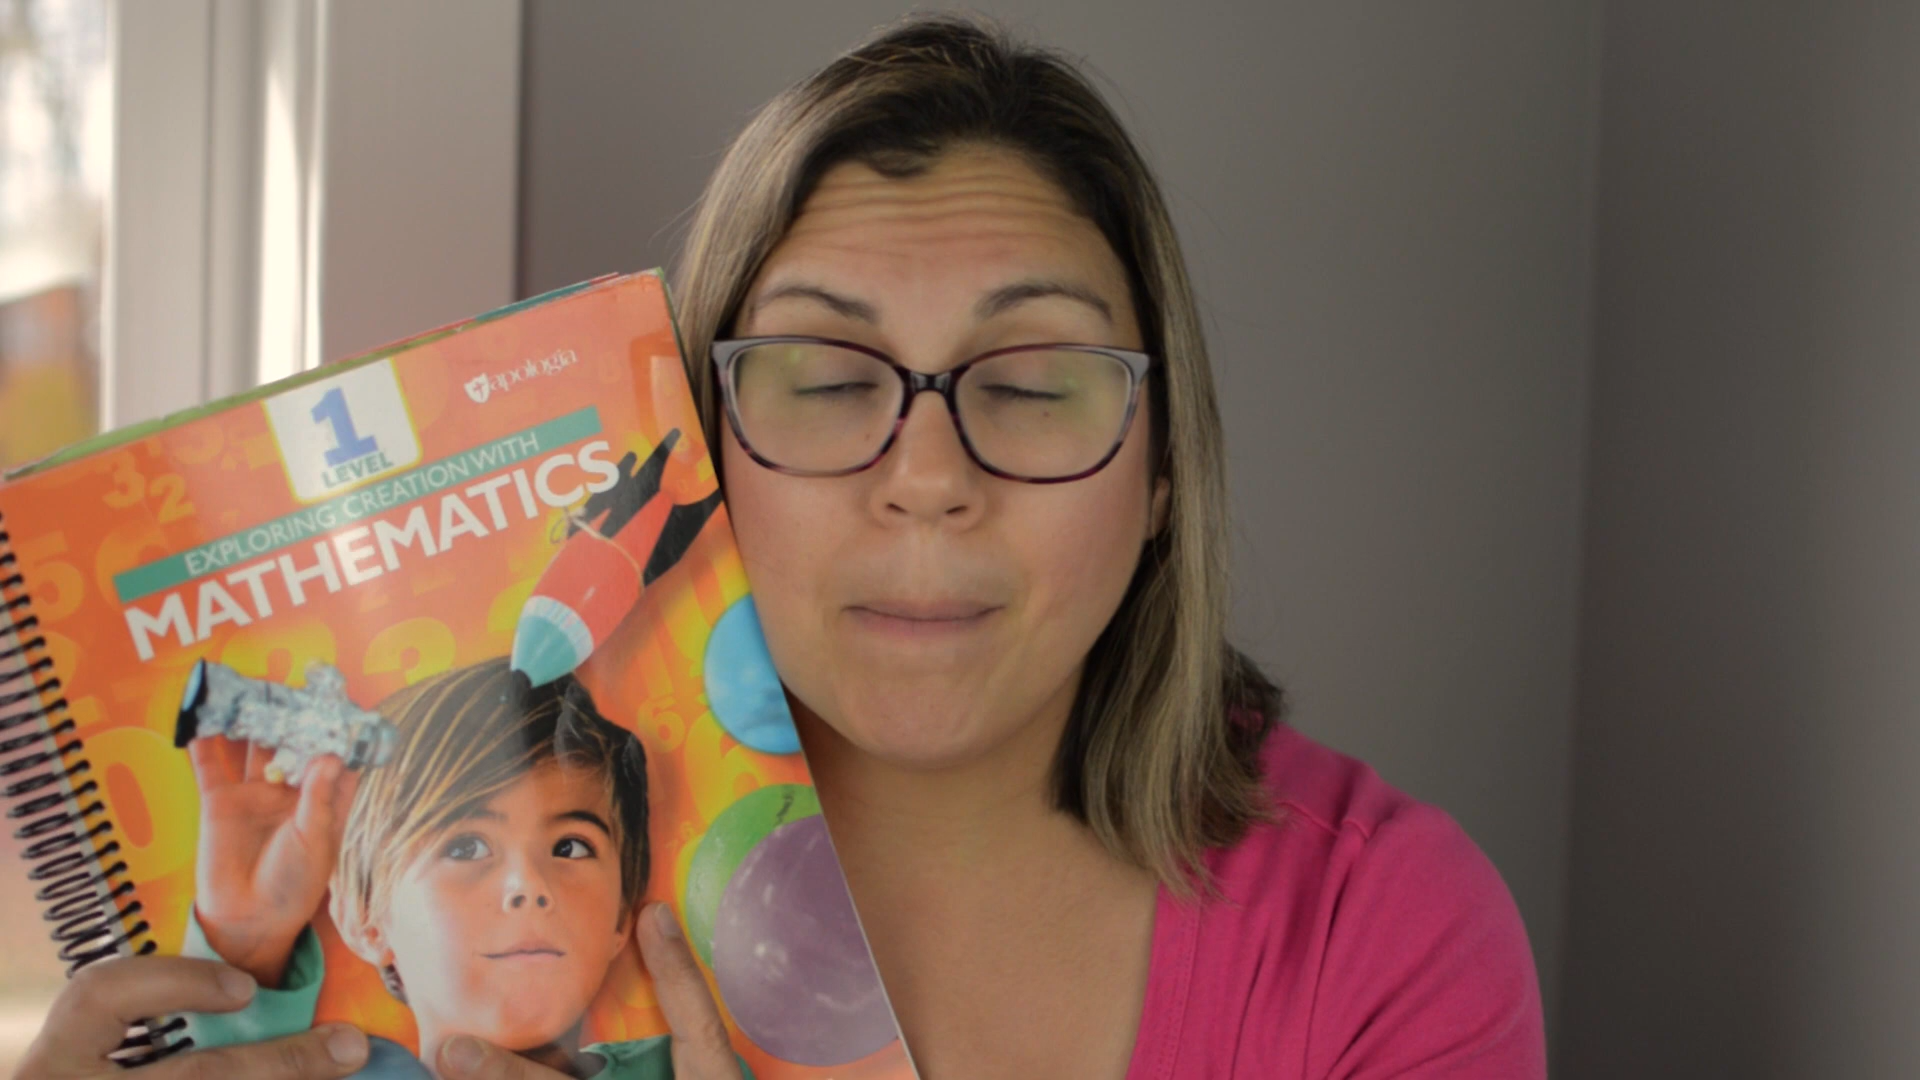 apologia
1
LEVEL
EXPLORING CREATION WITH
MATHEMATICS